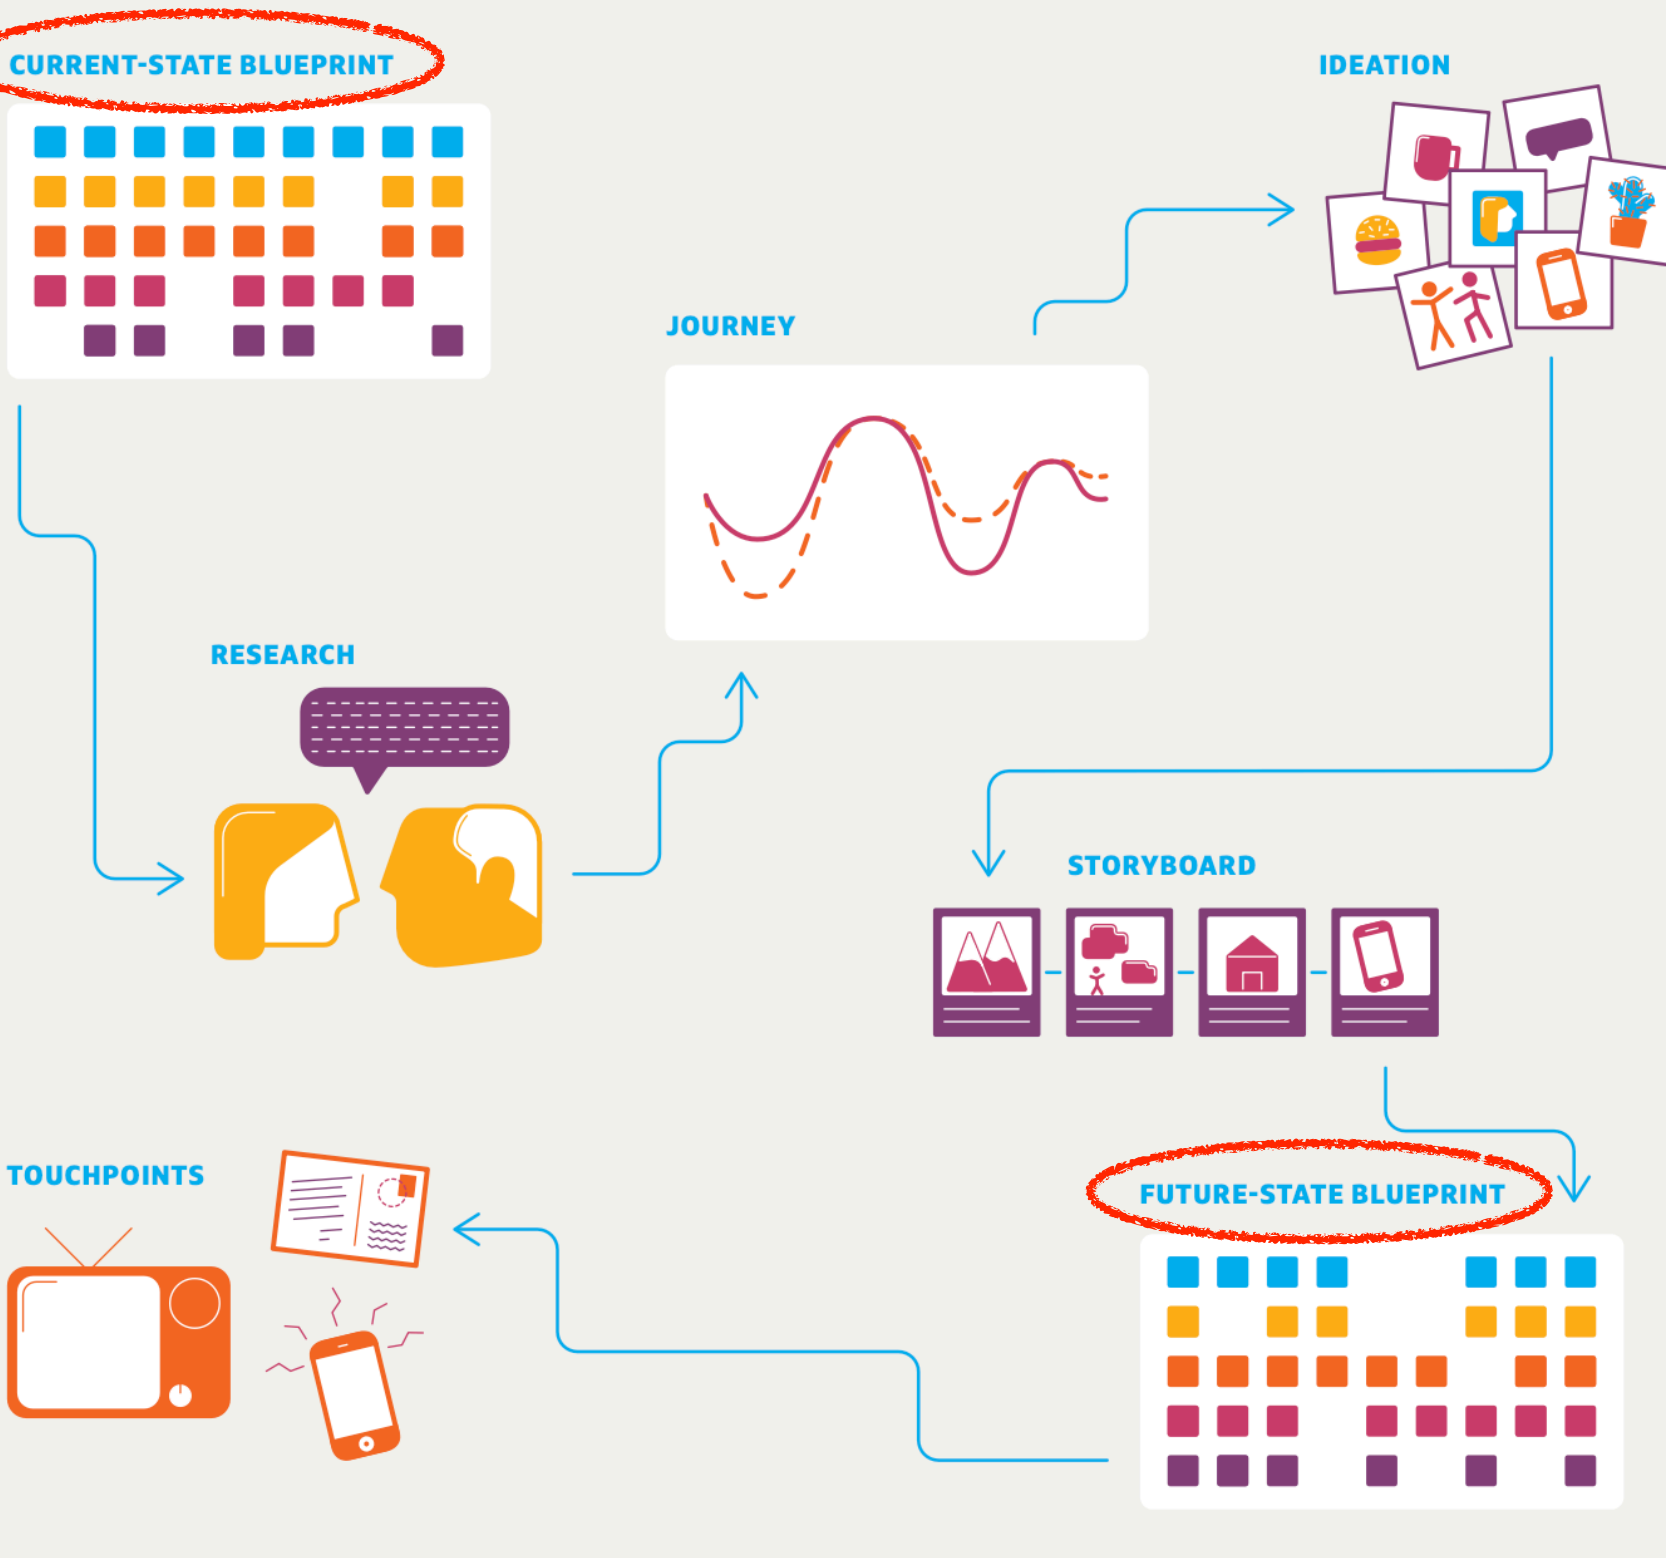 CURRENT-STATE BLUEPRINT
IDEATION
JOURNEY
RESEARCH
STORYBOARD
TOUCHPOINTS
FUTURE-STATE BLUEPRINT